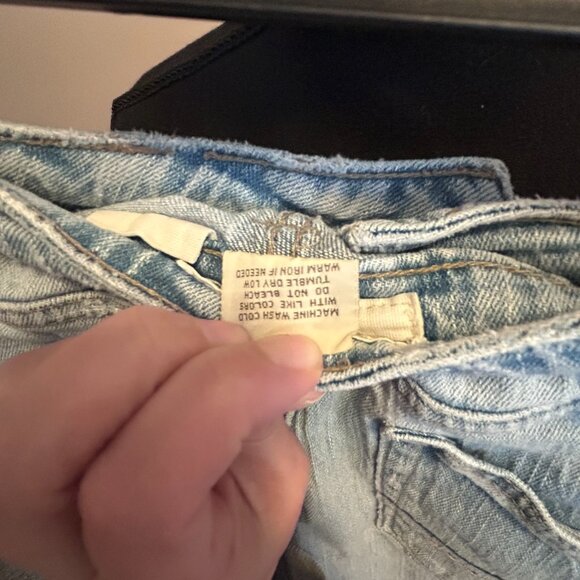 MACHINE WASH COLD
WITH LIKE COLORS
DO NOT BLEACH
TUMBLE DRY LOW
WARM IRON IF NEEDED